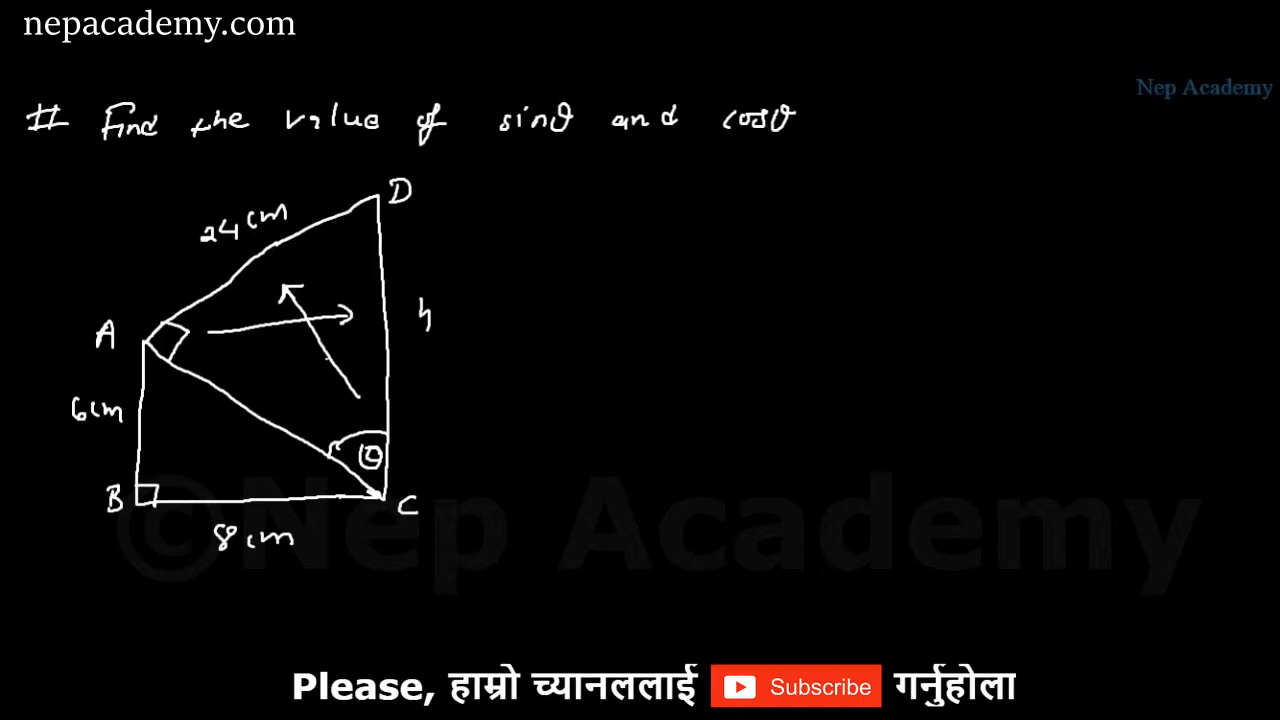 nepacademy.com
Nep Academy
# Find the value of sinθ and cosθ
D
24cm
A
h
6cm
θ
B
C
8cm
©Nep Academy
Please, हाम्रो च्यानललाई Subscribe गर्नुहोला